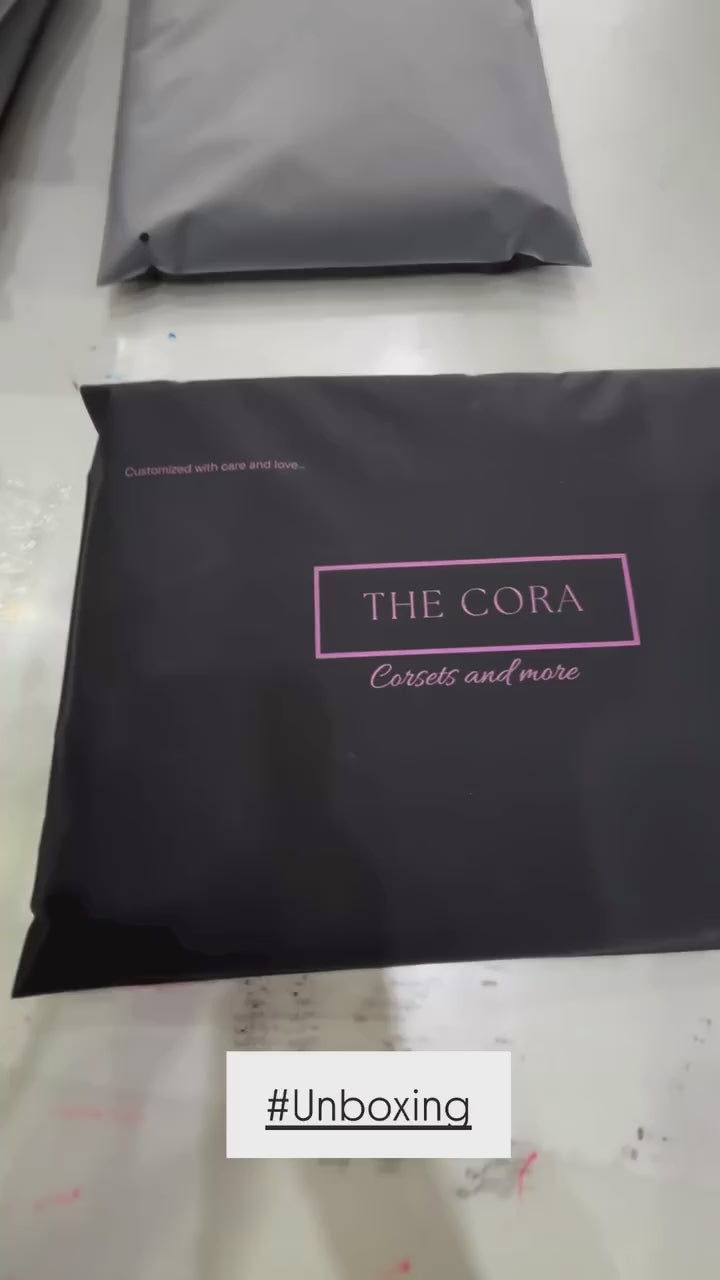 Customized with care and love...
THE CORA
Corsets and more
#Unboxing